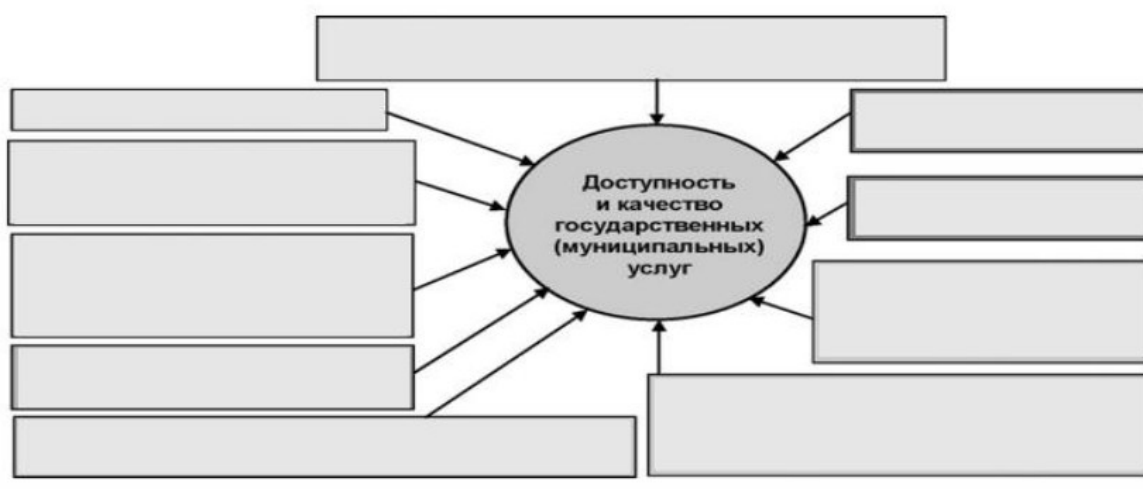 Доступность
и качество
государственных
(муниципальных)
услуг